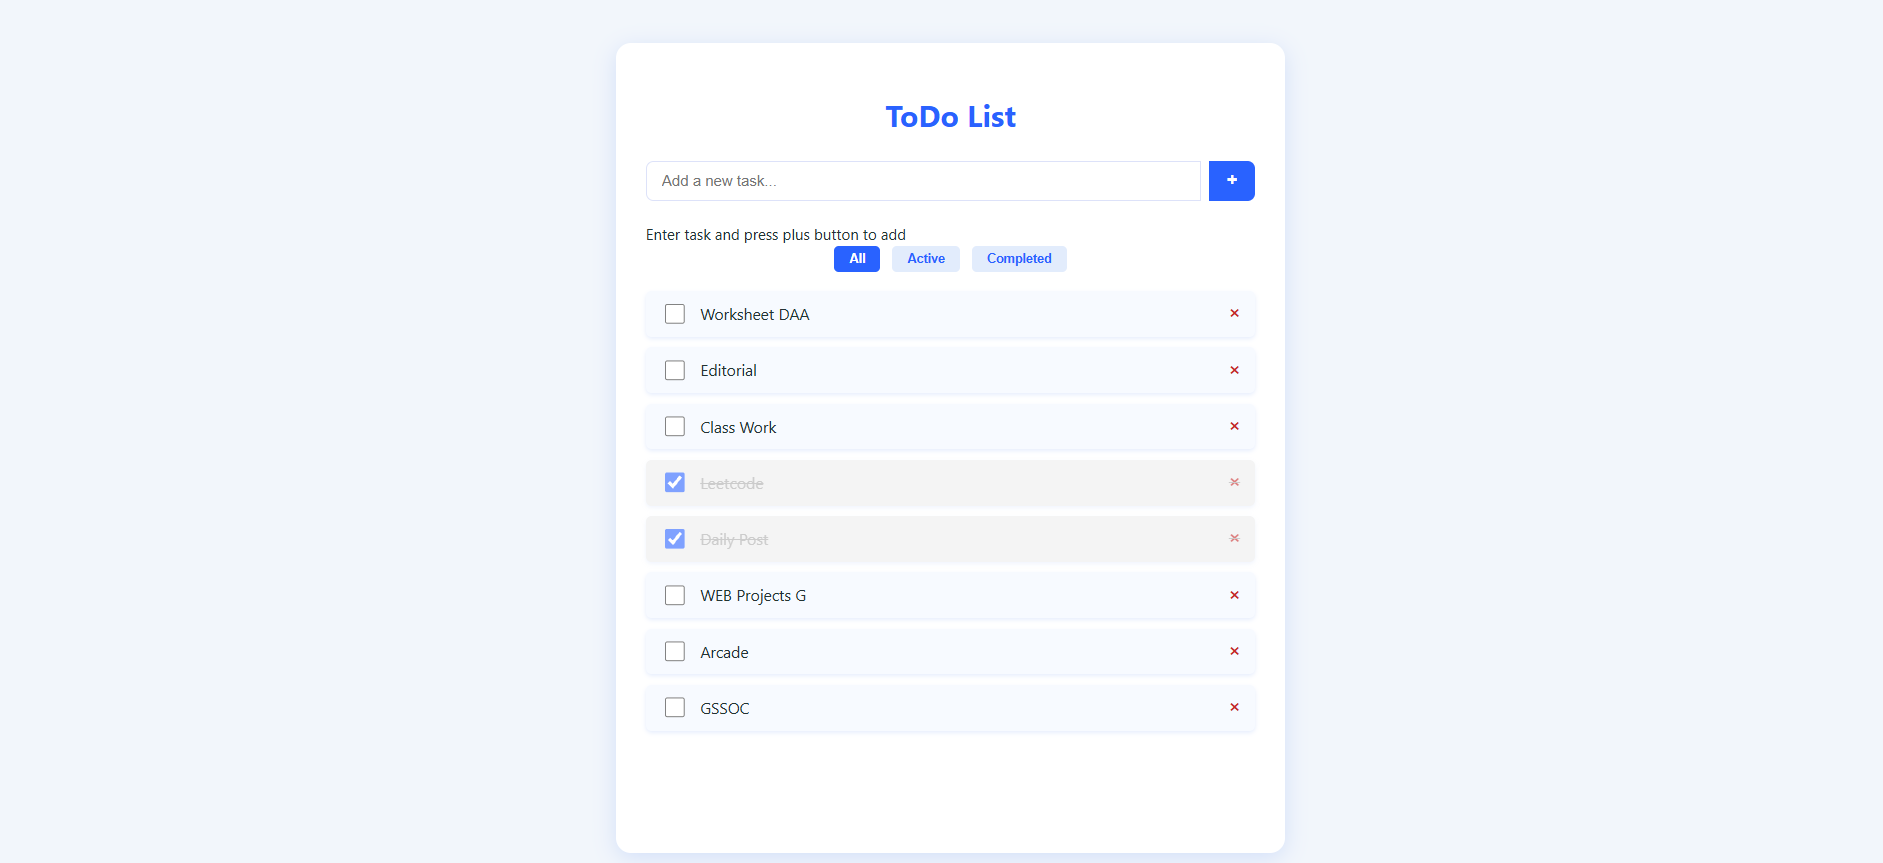 ToDo List
Add a new task...
+
Enter task and press plus button to add
All Active Completed
Worksheet DAA ×
Editorial ×
Class Work ×
Leetcode ×
Daily Post ×
WEB Projects G ×
Arcade ×
GSSOC ×